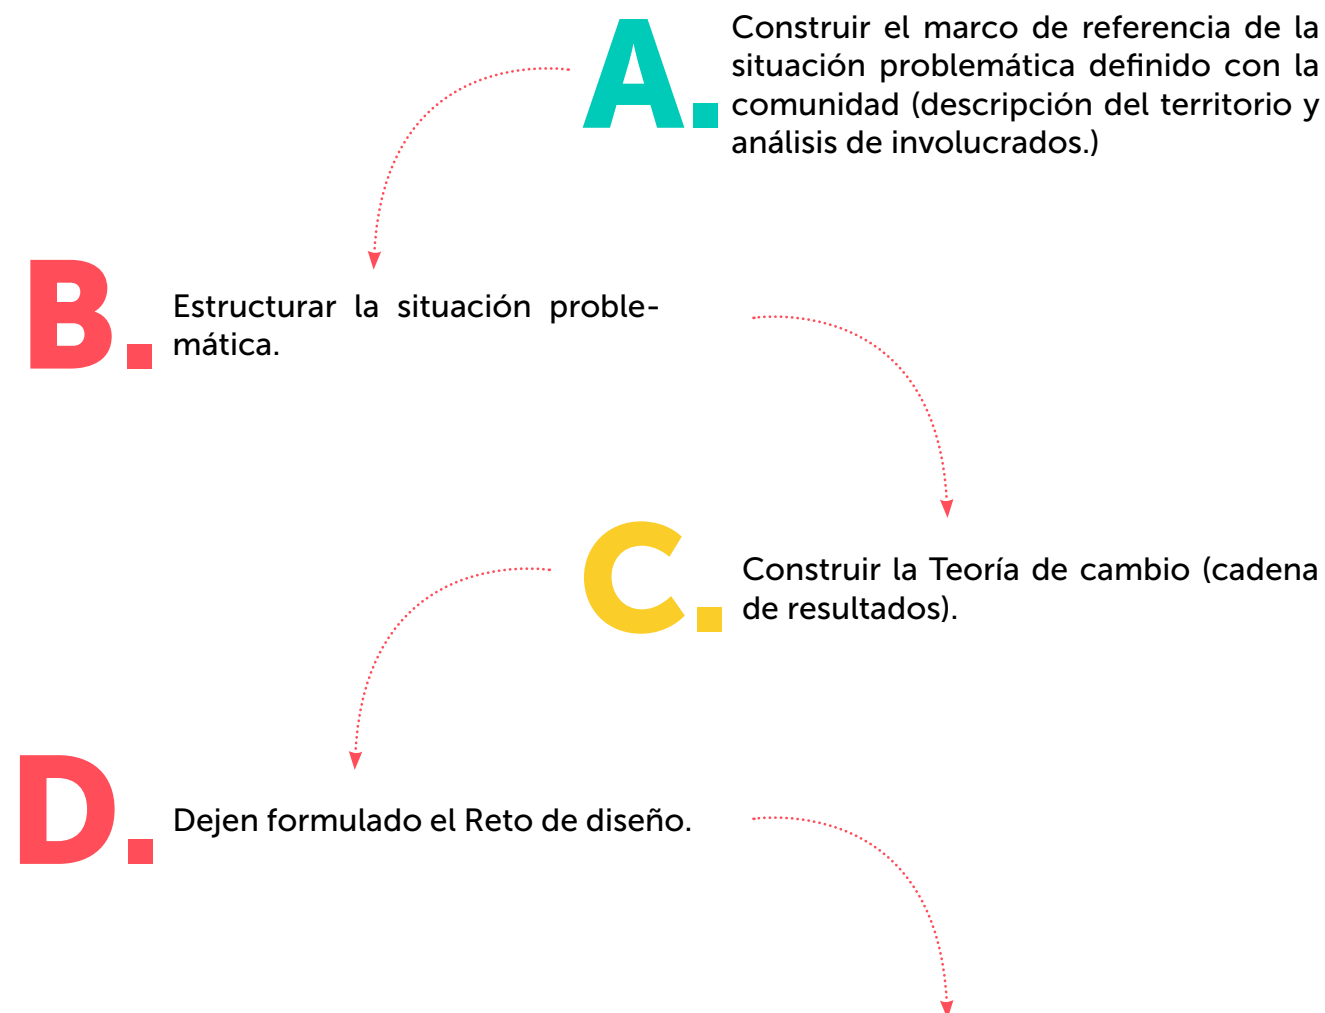 A.
Construir el marco de referencia de la
situación problemática definido con la
comunidad (descripción del territorio y
análisis de involucrados.)
B.
Estructurar la situación proble-
mática.
C.
Construir la Teoría de cambio (cadena
de resultados).
D.
Dejen formulado el Reto de diseño.